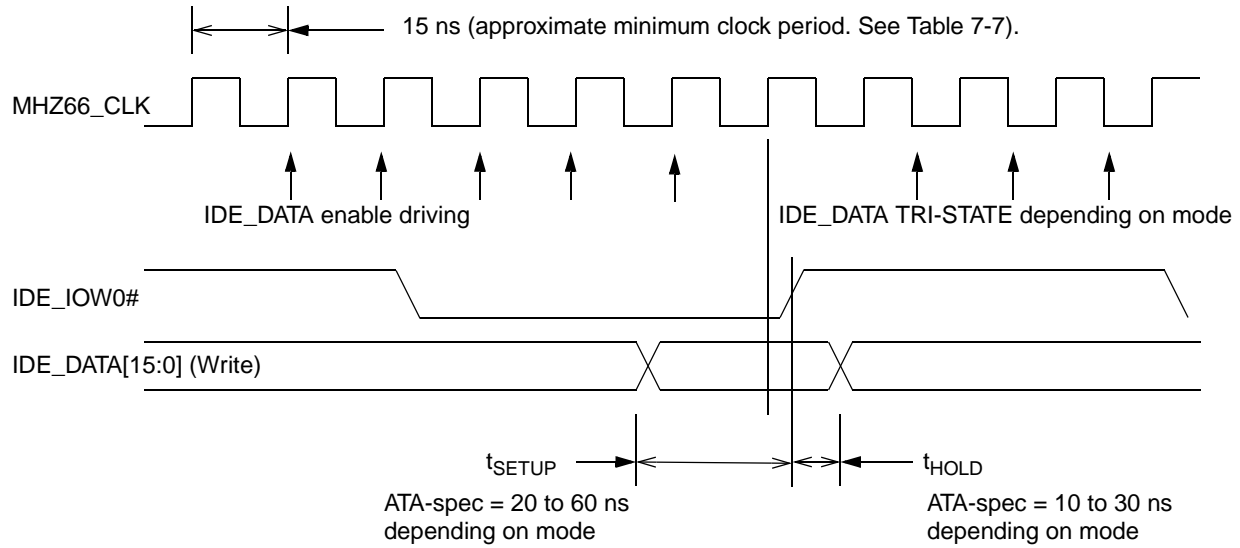 15 ns (approximate minimum clock period. See Table 7-7).
MHZ66_CLK
IDE_DATA enable driving
IDE_DATA TRI-STATE depending on mode
IDE_IOW0#
IDE_DATA[15:0] (Write)
tSETUP
tHOLD
ATA-spec = 20 to 60 ns
depending on mode
ATA-spec = 10 to 30 ns
depending on mode